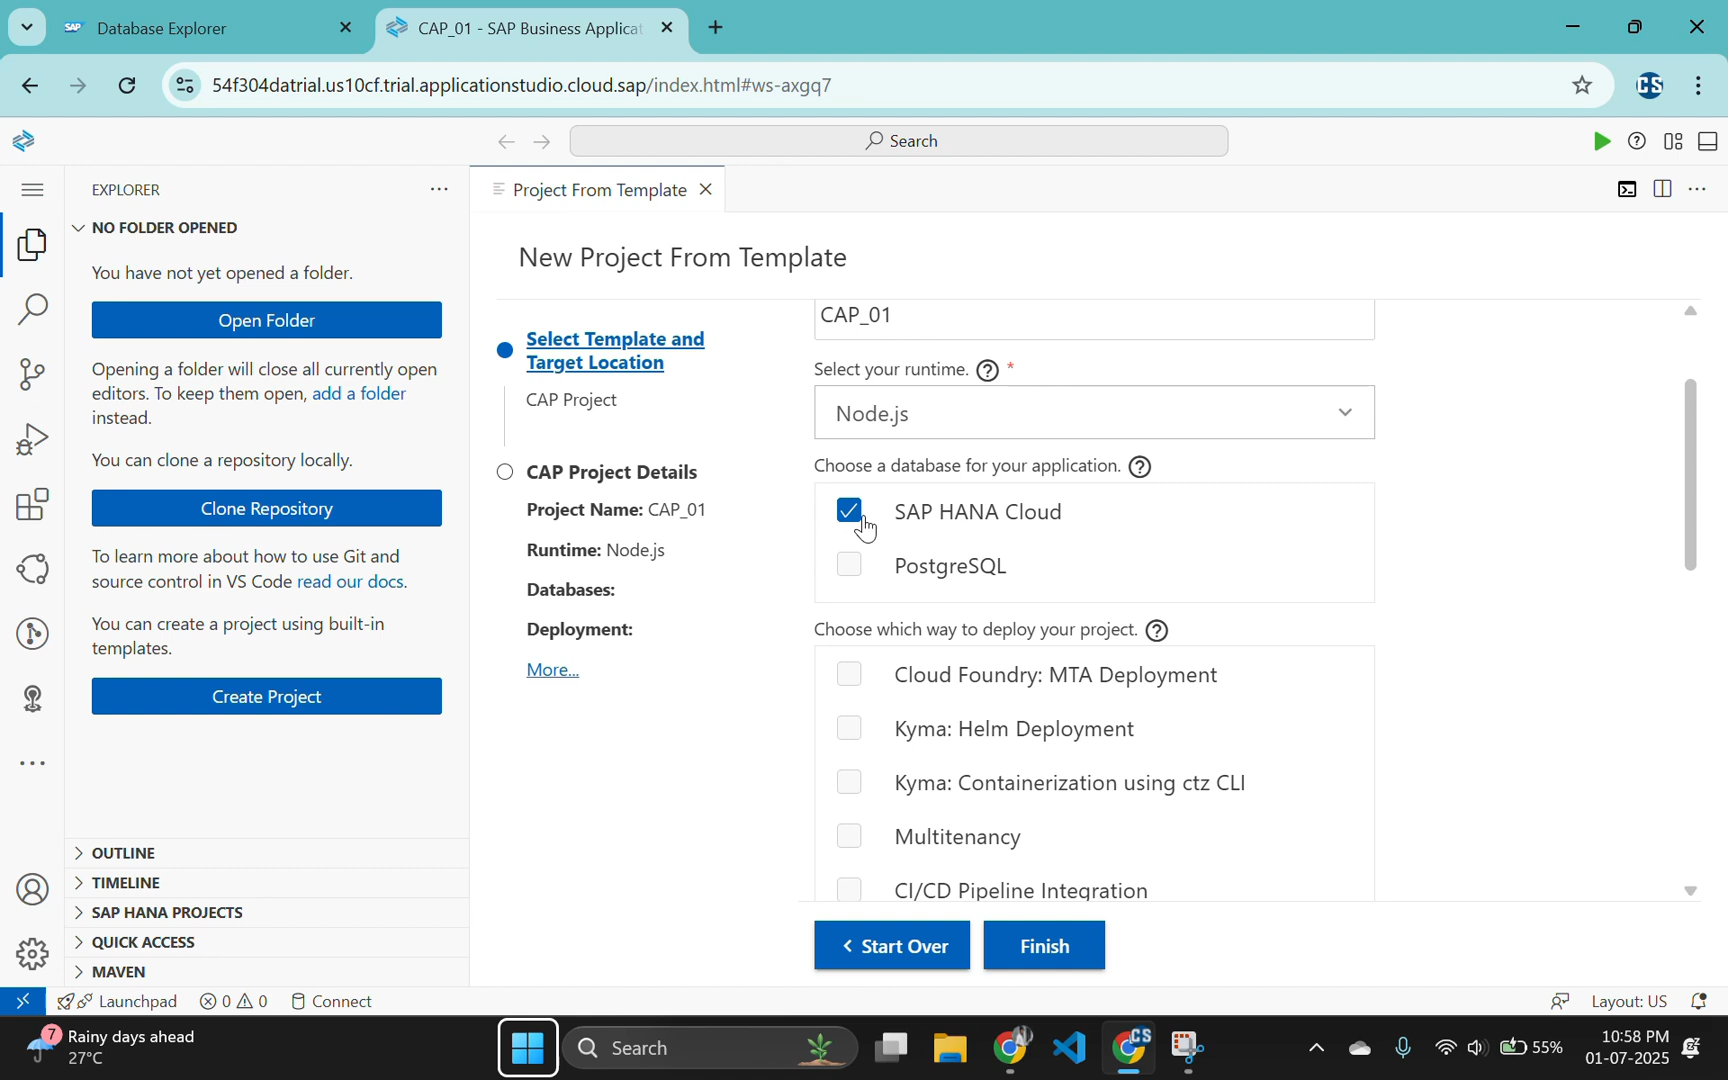 SAP Database Explorer
CAP_01 - SAP Business Applicat
54f304datrial.us10cf.trial.applicationstudio.cloud.sap/index.html#ws-axgq7
CS
Search
EXPLORER
Project From Template
NO FOLDER OPENED
You have not yet opened a folder.
Open Folder
Opening a folder will close all currently open
editors. To keep them open, add a folder
instead.
You can clone a repository locally.
Clone Repository
To learn more about how to use Git and
source control in VS Code read our docs.
You can create a project using built-in
templates.
Create Project
OUTLINE
TIMELINE
SAP HANA PROJECTS
QUICK ACCESS
MAVEN
New Project From Template
Select Template and
Target Location
CAP Project
CAP Project Details
Project Name: CAP_01
Runtime: Node.js
Databases:
Deployment:
More...
CAP_01
Select your runtime. *
Node.js
Choose a database for your application.
SAP HANA Cloud
PostgreSQL
Choose which way to deploy your project.
Cloud Foundry: MTA Deployment
Kyma: Helm Deployment
Kyma: Containerization using ctz CLI
Multitenancy
CI/CD Pipeline Integration
Start Over
Finish
Launchpad 0 0 Connect
Layout: US
7 Rainy days ahead
27°C
Search
CS
55%
10:58 PM
01-07-2025